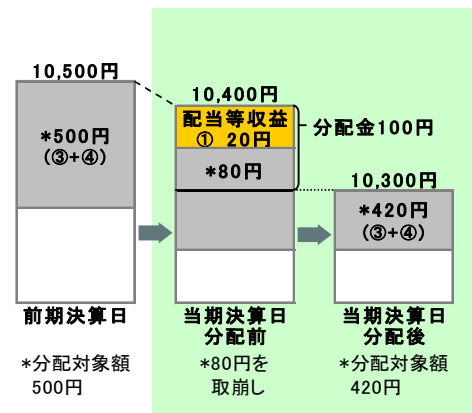 10,500円
*500円
(③+④)
前期決算日
*分配対象額
500円
10,400円
配当等収益
① 20円
*80円
分配金100円
当期決算日
分配前
*80円を
取崩し
10,300円
*420円
(③+④)
当期決算日
分配後
*分配対象額
420円